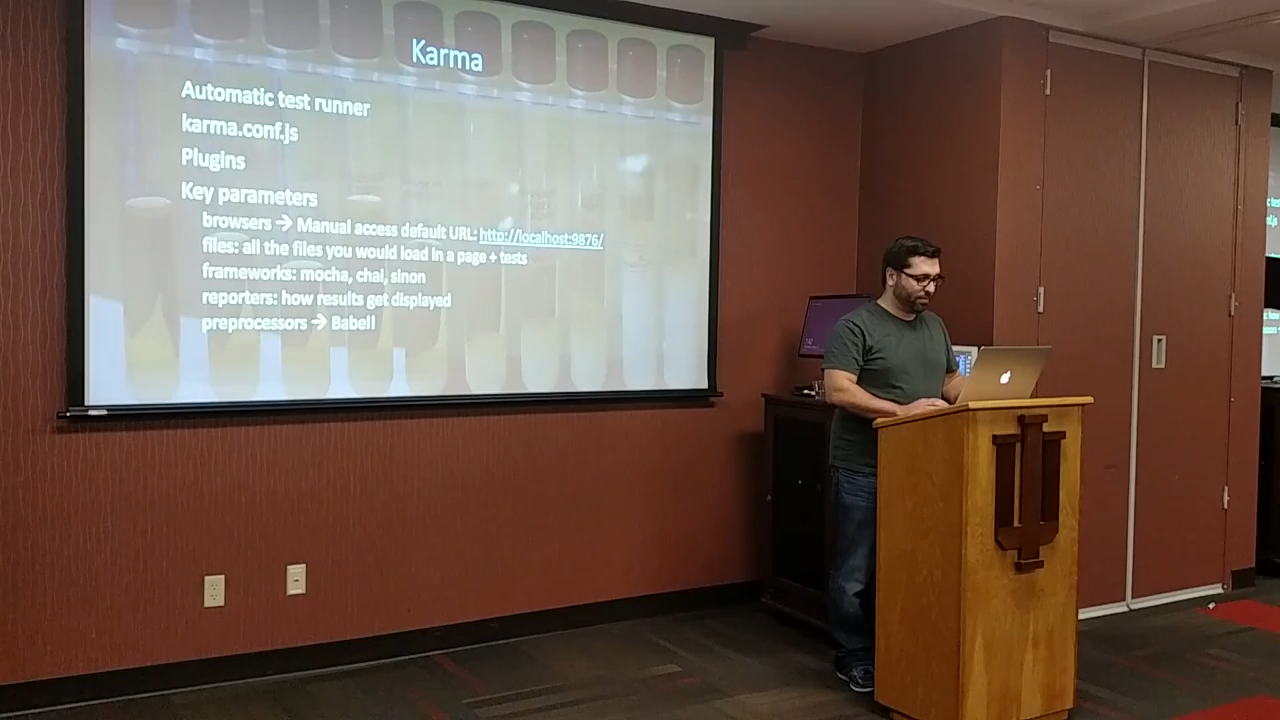 Karma
Automatic test runner
karma.conf.js
Plugins
Key parameters
browsers → Manual access default URL: http://localhost:9876/
files: all the files you would load in a page + tests
frameworks: mocha, chai, sinon
reporters: how results get displayed
preprocessors → Babel!